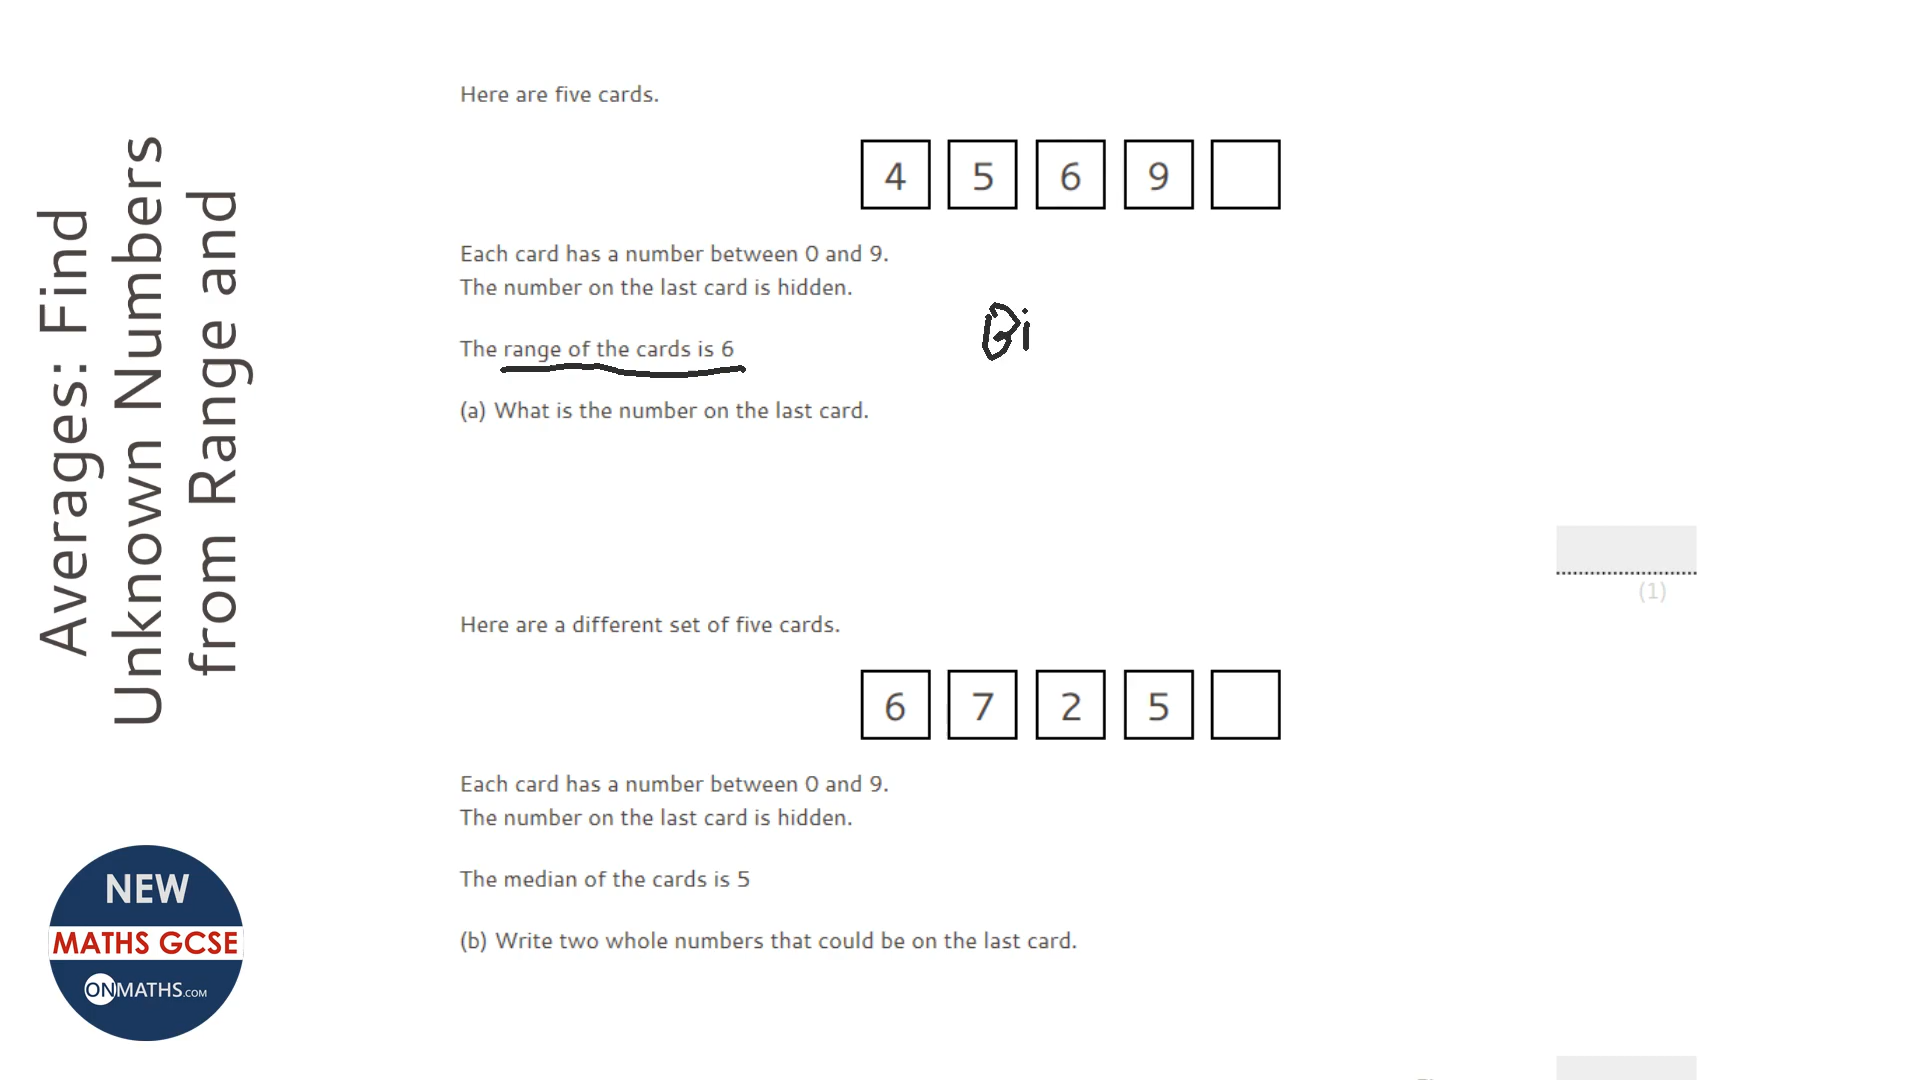 Averages: Find
Unknown Numbers
from Range and
Here are five cards.
4 5 6 9
Each card has a number between 0 and 9.
The number on the last card is hidden.
Bi
The range of the cards is 6
(a) What is the number on the last card.
(1)
Here are a different set of five cards.
6 7 2 5
Each card has a number between 0 and 9.
The number on the last card is hidden.
The median of the cards is 5
(b) Write two whole numbers that could be on the last card.
NEW
MATHS GCSE
ONMATHS.COM